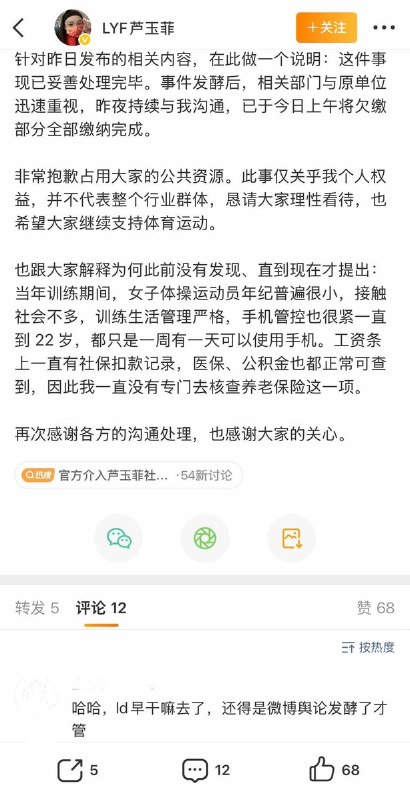 LYF芦玉菲
+关注
针对昨日发布的相关内容，在此做一个说明：这件事
现已妥善处理完毕。事件发酵后，相关部门与原单位
迅速重视，昨夜持续与我沟通，已于今日上午将欠缴
部分全部缴纳完成。
非常抱歉占用大家的公共资源。此事仅关乎我个人权
益，并不代表整个行业群体，恳请大家理性看待，也
希望大家继续支持体育运动。
也跟大家解释为何此前没有发现、直到现在才提出：
当年训练期间，女子体操运动员年纪普遍很小，接触
社会不多，训练生活管理严格，手机管控也很紧一直
到 22 岁，都只是一周有一天可以使用手机。工资条
上一直有社保扣款记录，医保、公积金也都正常可查
到，因此我一直没有专门去核查养老保险这一项。
再次感谢各方的沟通处理，也感谢大家的关心。
热搜 官方介入芦玉菲社... ·54新讨论
转发 5 评论 12 赞 68
按热度
哈哈，ld早干嘛去了，还得是微博舆论发酵了才
管
5 12 68